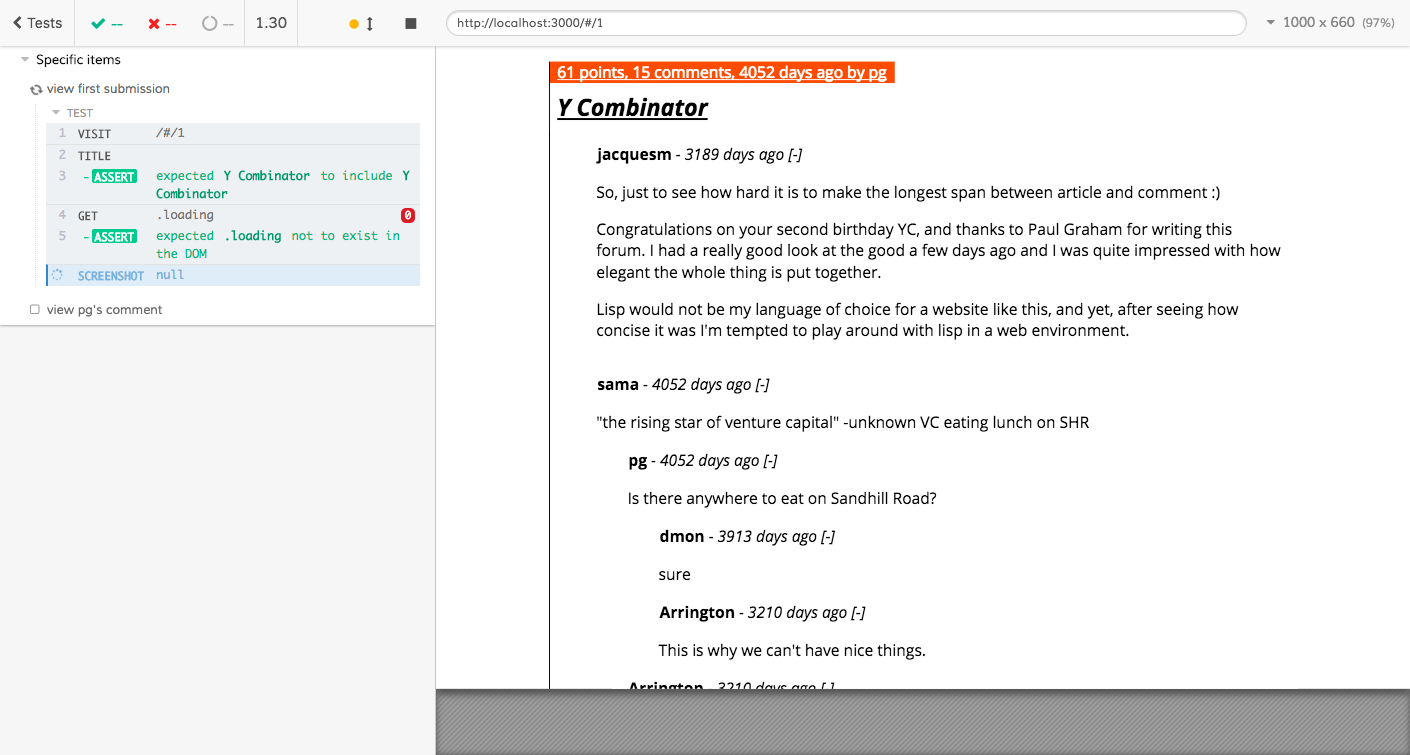 Tests
--
--
--
1.30
http://localhost:3000/#/1
1000 x 660 (97%)
Specific items
view first submission
TEST
1 VISIT /#/1
2 TITLE
3 - ASSERT expected Y Combinator to include Y
Combinator
4 GET .loading 0
5 - ASSERT expected .loading not to exist in
the DOM
SCREENSHOT null
view pg's comment
61 points, 15 comments, 4052 days ago by pg
Y Combinator
jacquesm - 3189 days ago [-]
So, just to see how hard it is to make the longest span between article and comment :)
Congratulations on your second birthday YC, and thanks to Paul Graham for writing this
forum. I had a really good look at the good a few days ago and I was quite impressed with how
elegant the whole thing is put together.
Lisp would not be my language of choice for a website like this, and yet, after seeing how
concise it was I'm tempted to play around with lisp in a web environment.
sama - 4052 days ago [-]
"the rising star of venture capital" -unknown VC eating lunch on SHR
pg - 4052 days ago [-]
Is there anywhere to eat on Sandhill Road?
dmon - 3913 days ago [-]
sure
Arrington - 3210 days ago [-]
This is why we can't have nice things.
Arrington - 3210 days ago [-]